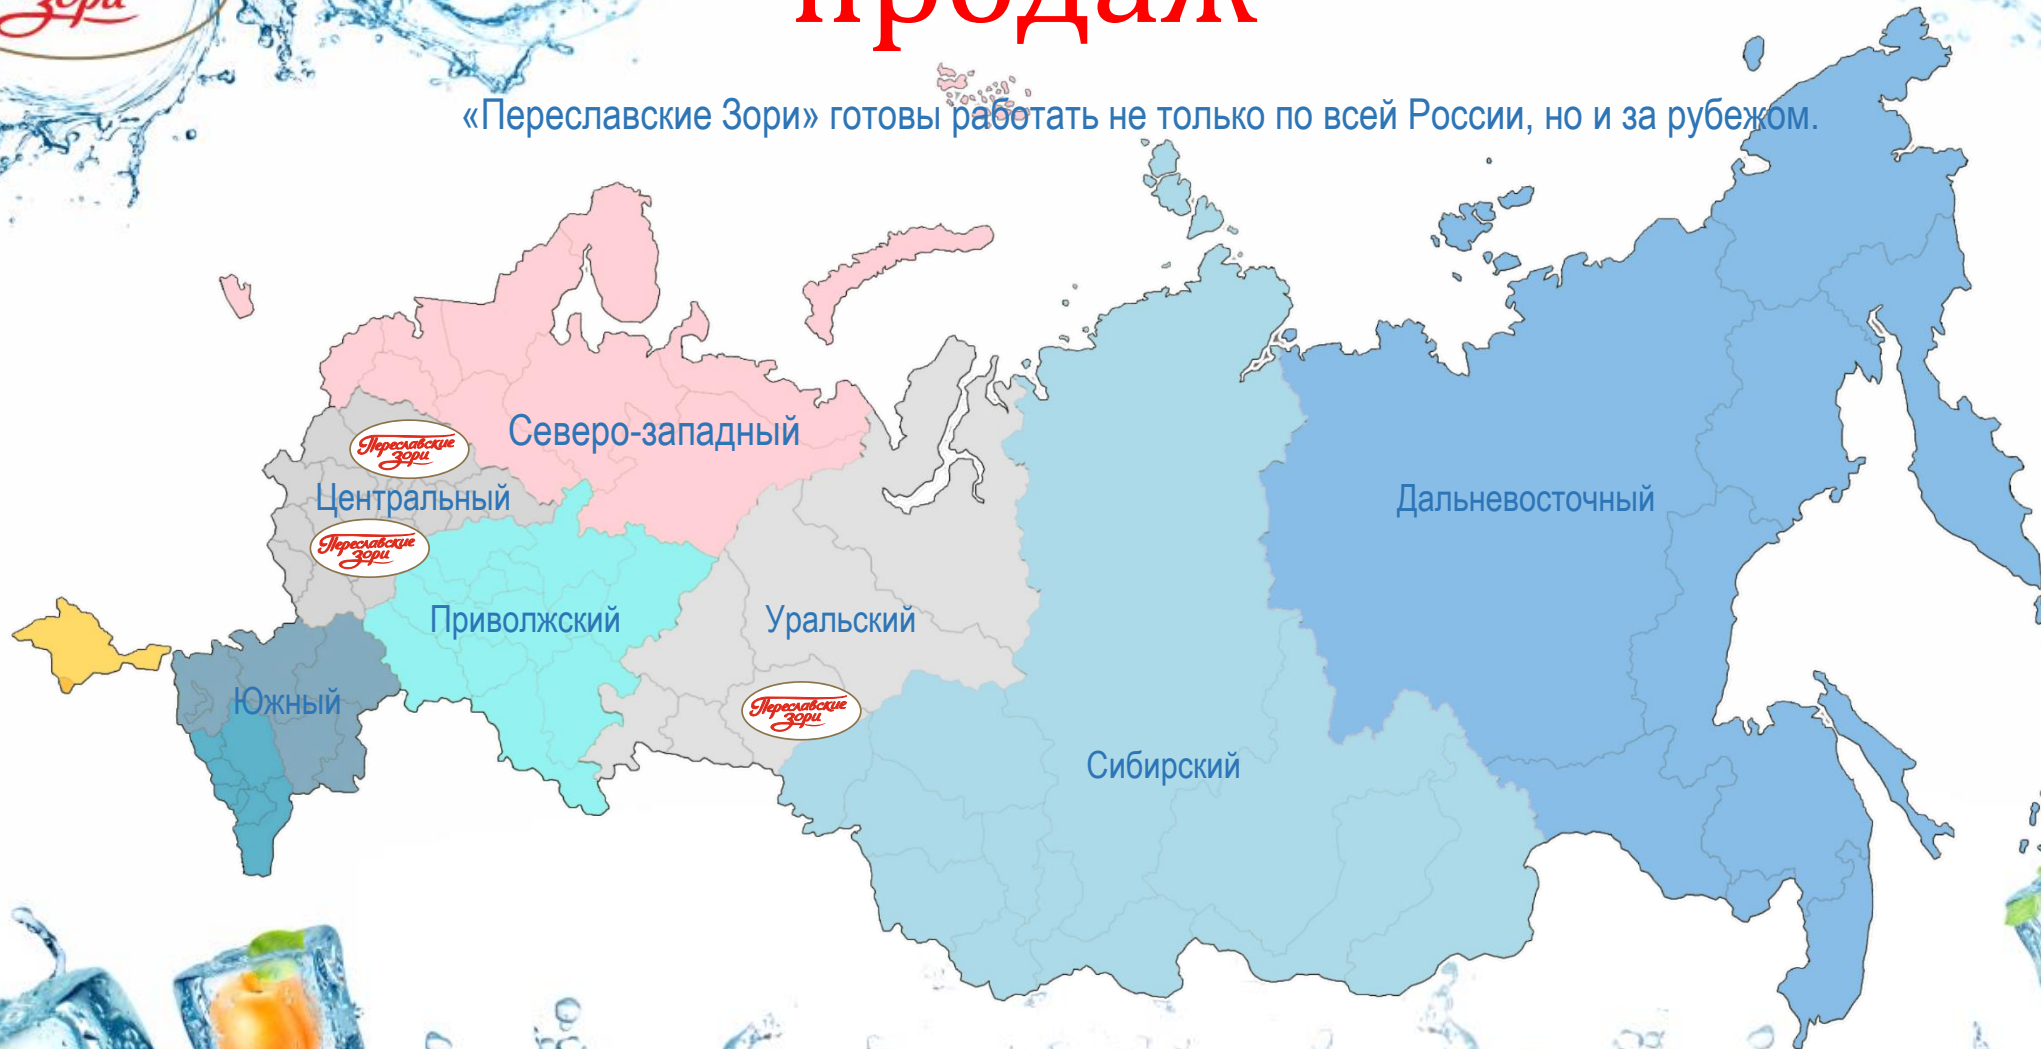 зори
продаж
«Переславские Зори» готовы работать не только по всей России, но и за рубежом.
Северо-западный
Переславские
зори
Центральный
Дальневосточный
Переславские
зори
Приволжский
Уральский
Южный
Переславские
зори
Сибирский